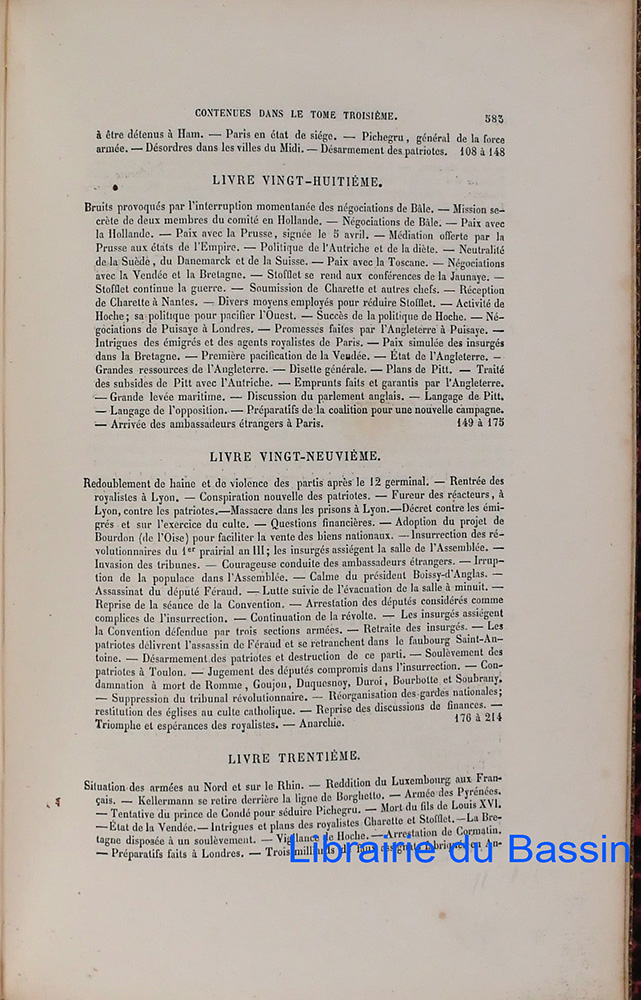 CONTENUES DANS LE TOME TROISIÈME. 583
à être détenus à Ham. — Paris en état de siége. — Pichegru, général de la force
armée. — Désordres dans les villes du Midi. — Désarmement des patriotes. 108 à 148
LIVRE VINGT-HUITIÈME.
Bruits provoqués par l'interruption momentanée des négociations de Bâle. — Mission se-
crète de deux membres du comité en Hollande. — Négociations de Bâle. — Paix avec
la Hollande. — Paix avec la Prusse, signée le 5 avril. — Médiation offerte par la
Prusse aux états de l'Empire. — Politique de l'Autriche et de la diète. — Neutralité
de la Suède, du Danemarck et de la Suisse. — Paix avec la Toscane. — Négociations
avec la Vendée et la Bretagne. — Stofflet se rend aux conférences de la Jaunaye. —
Stofflet continue la guerre. — Soumission de Charette et autres chefs. — Réception
de Charette à Nantes. — Divers moyens employés pour réduire Stofflet. — Activité de
Hoche; sa politique pour pacifier l'Ouest. — Succès de la politique de Hoche. — Né-
gociations de Puisaye à Londres. — Promesses faites par l'Angleterre à Puisaye. —
Intrigues des émigrés et des agents royalistes de Paris. — Paix simulée des insurgés
dans la Bretagne. — Première pacification de la Vendée. — État de l'Angleterre. —
Grandes ressources de l'Angleterre. — Disette générale. — Plans de Pitt. — Traité
des subsides de Pitt avec l'Autriche. — Emprunts faits et garantis par l'Angleterre.
— Grande levée maritime. — Discussion du parlement anglais. — Langage de Pitt.
— Langage de l'opposition. — Préparatifs de la coalition pour une nouvelle campagne.
— Arrivée des ambassadeurs étrangers à Paris. 149 à 175
LIVRE VINGT-NEUVIÈME.
Redoublement de haine et de violence des partis après le 12 germinal. — Rentrée des
royalistes à Lyon. — Conspiration nouvelle des patriotes. — Fureur des réacteurs, à
Lyon, contre les patriotes. — Massacre dans les prisons à Lyon. — Décret contre les émi-
grés et sur l'exercice du culte. — Questions financières. — Adoption du projet de
Bourdon (de l'Oise) pour faciliter la vente des biens nationaux. — Insurrection des ré-
volutionnaires du 1er prairial an III; les insurgés assiégent la salle de l'Assemblée. —
Invasion des tribunes. — Courageuse conduite des ambassadeurs étrangers. — Irrup-
tion de la populace dans l'Assemblée. — Calme du président Boissy-d'Anglas. —
Assassinat du député Féraud. — Lutte suivie de l'évacuation de la salle à minuit. —
Reprise de la séance de la Convention. — Arrestation des députés considérés comme
complices de l'insurrection. — Continuation de la révolte. — Les insurgés assiégent
la Convention défendue par trois sections armées. — Retraite des insurgés. — Les
patriotes délivrent l'assassin de Féraud et se retranchent dans le faubourg Saint-An-
toine. — Désarmement des patriotes et destruction de ce parti. — Soulèvement des
patriotes à Toulon. — Jugement des députés compromis dans l'insurrection. — Con-
damnation à mort de Romme, Goujon, Duquesnoy, Duroi, Bourbotte et Soubrany.
— Suppression du tribunal révolutionnaire. — Réorganisation des gardes nationales;
restitution des églises au culte catholique. — Reprise des discussions de finances. —
Triomphe et espérances des royalistes. — Anarchie. 176 à 214
LIVRE TRENTIÈME.
Situation des armées au Nord et sur le Rhin. — Reddition du Luxembourg aux Fran-
çais. — Kellermann se retire derrière la ligne de Borghetto. — Armée des Pyrénées.
— Tentative du prince de Condé pour séduire Pichegru. — Mort du fils de Louis XVI.
— État de la Vendée. — Intrigues et plans des royalistes Charette et Stofflet. — La Bre-
tagne disposée à un soulèvement. — Vigilance de Hoche. — Arrestation de Cormatin.
— Préparatifs faits à Londres. — Trois milliards de faux assignats fabriqués en An-
Librairie du Bassin